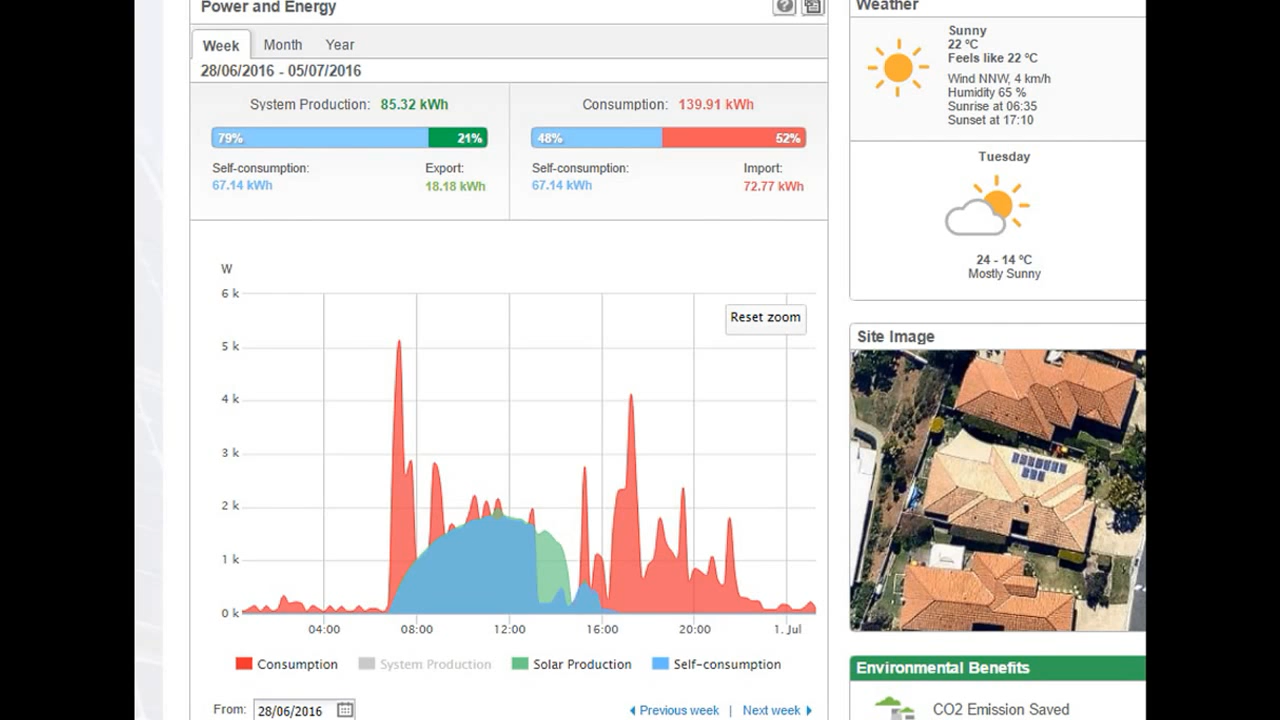 Power and Energy
Week Month Year
28/06/2016 - 05/07/2016
System Production: 85.32 kWh
79% 21%
Self-consumption: Export:
67.14 kWh 18.18 kWh
Consumption: 139.91 kWh
48% 52%
Self-consumption: Import:
67.14 kWh 72.77 kWh
W
6 k
Reset zoom
5 k
4 k
3 k
2 k
1 k
0 k
04:00 08:00 12:00 16:00 20:00 1. Jul
Consumption System Production Solar Production Self-consumption
From: 28/06/2016 Previous week | Next week
Weather
Sunny
22 °C
Feels like 22 °C
Wind NNW, 4 km/h
Humidity 65 %
Sunrise at 06:35
Sunset at 17:10
Tuesday
24 - 14 °C
Mostly Sunny
Site Image
Environmental Benefits
CO2 Emission Saved